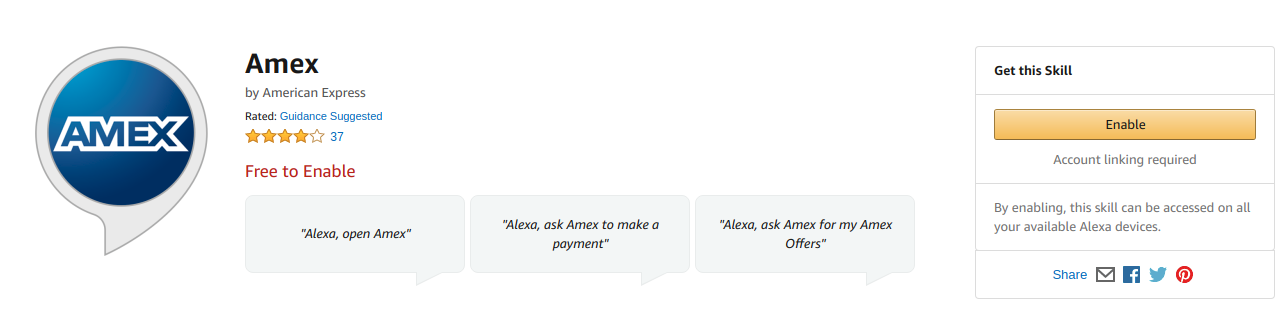 AMEX
Amex
by American Express
Rated: Guidance Suggested
37
Free to Enable
"Alexa, open Amex"
"Alexa, ask Amex to make a
payment"
"Alexa, ask Amex for my Amex
Offers"
Get this Skill
Enable
Account linking required
By enabling, this skill can be accessed on all
your available Alexa devices.
Share